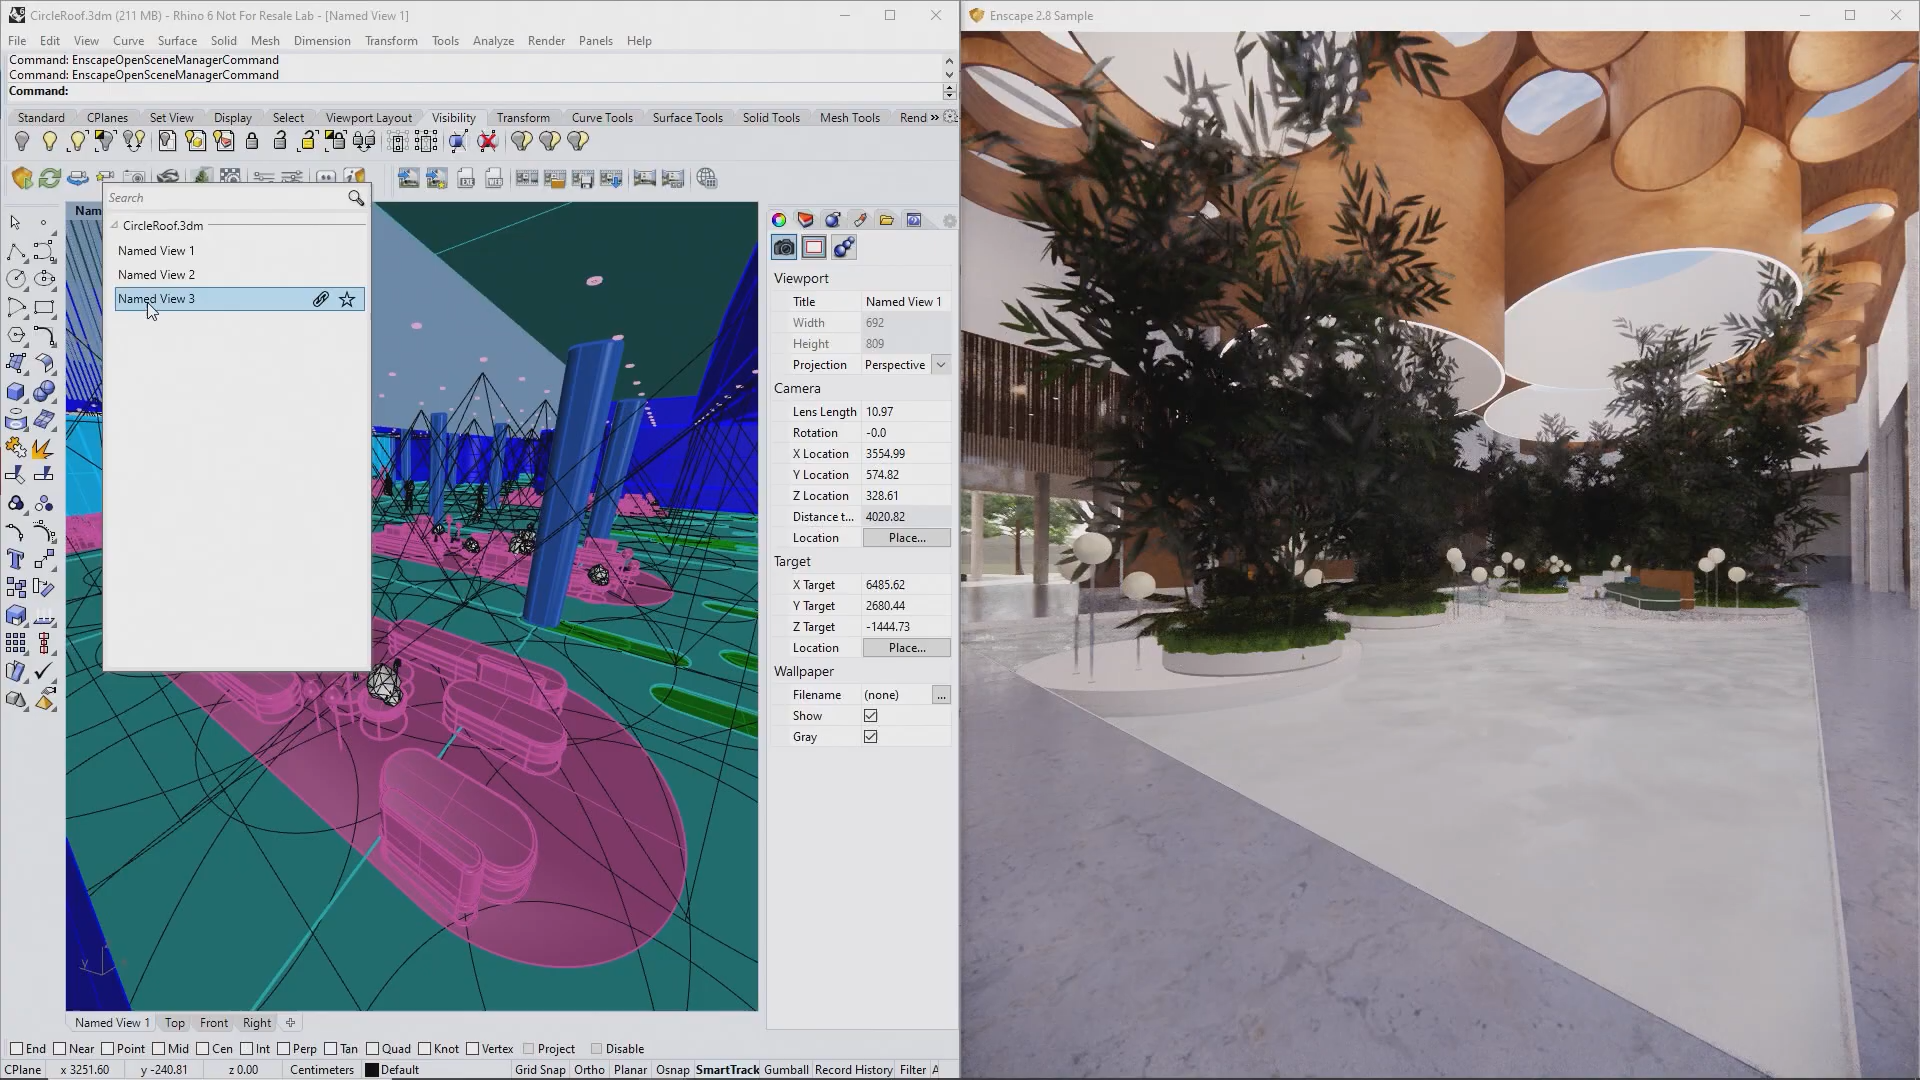 CircleRoof.3dm (211 MB) - Rhino 6 Not For Resale Lab - [Named View 1]
File Edit View Curve Surface Solid Mesh Dimension Transform Tools Analyze Render Panels Help
Command: EnscapeOpenSceneManagerCommand
Command: EnscapeOpenSceneManagerCommand
Command:
Standard CPlanes Set View Display Select Viewport Layout Visibility Transform Curve Tools Surface Tools Solid Tools Mesh Tools Rend »
Search
CircleRoof.3dm
Named View 1
Named View 2
Named View 3
Nam
Viewport
Title Named View 1
Width 692
Height 809
Projection Perspective
Camera
Lens Length 10.97
Rotation -0.0
X Location 3554.99
Y Location 574.82
Z Location 328.61
Distance t... 4020.82
Location Place...
Target
X Target 6485.62
Y Target 2680.44
Z Target -1444.73
Location Place...
Wallpaper
Filename (none) ...
Show
Gray
Named View 1 Top Front Right
End Near Point Mid Cen Int Perp Tan Quad Knot Vertex Project Disable
CPlane x 3251.60 y -240.81 z 0.00 Centimeters Default Grid Snap Ortho Planar Osnap SmartTrack Gumball Record History Filter A
Enscape 2.8 Sample